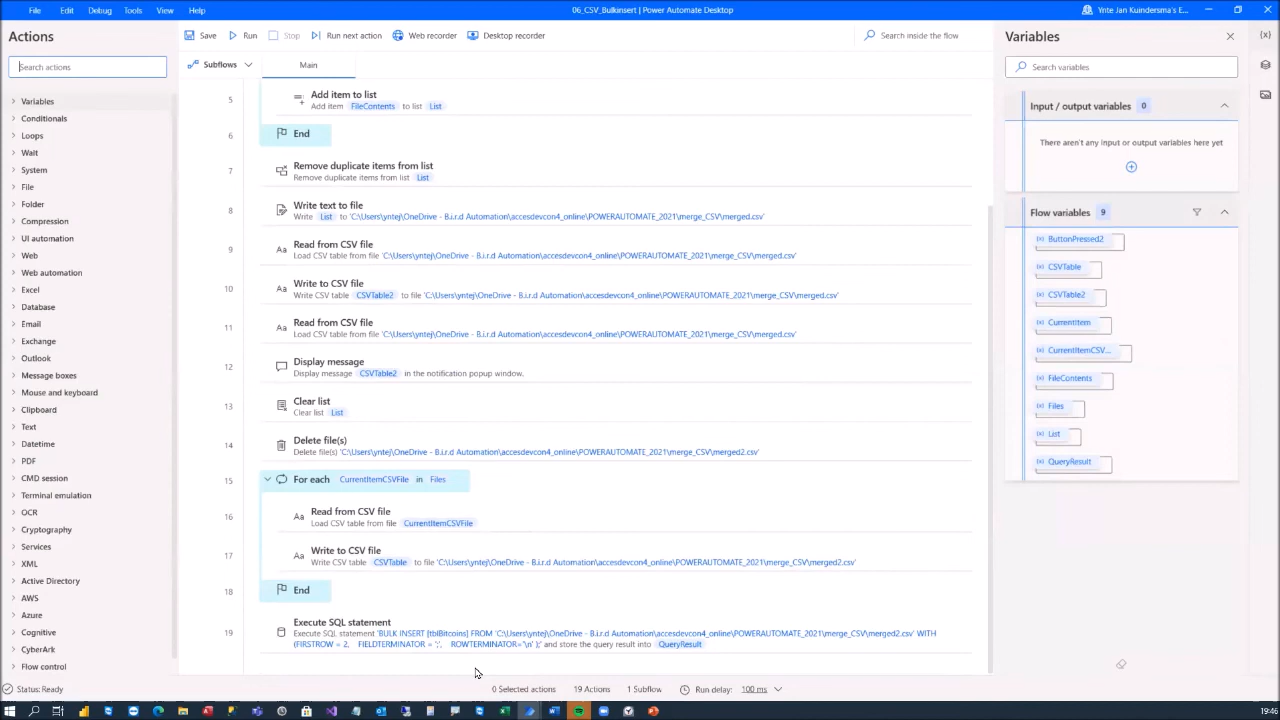 File Edit Debug Tools View Help
06_CSV_Bulkinsert | Power Automate Desktop
Ynte Jan Kuindersma's E...
Actions
Search actions
Variables
Conditionals
Loops
Wait
System
File
Folder
Compression
UI automation
Web
Web automation
Excel
Database
Email
Exchange
Outlook
Message boxes
Mouse and keyboard
Clipboard
Text
Datetime
PDF
CMD session
Terminal emulation
OCR
Cryptography
Services
XML
Active Directory
AWS
Azure
Cognitive
CyberArk
Flow control
Save Run Stop Run next action Web recorder Desktop recorder
Search inside the flow
Subflows Main
5 Add item to list
Add item FileContents to list List
6 End
7 Remove duplicate items from list
Remove duplicate items from list List
8 Write text to file
Write List to 'C:\Users\yntej\OneDrive - B.i.r.d Automation\accesdevcon4_online\POWERAUTOMATE_2021\merge_CSV\merged.csv'
9 Aa Read from CSV file
Load CSV table from file 'C:\Users\yntej\OneDrive - B.i.r.d Automation\accesdevcon4_online\POWERAUTOMATE_2021\merge_CSV\merged.csv'
10 Aa Write to CSV file
Write CSV table CSVTable2 to file 'C:\Users\yntej\OneDrive - B.i.r.d Automation\accesdevcon4_online\POWERAUTOMATE_2021\merge_CSV\merged.csv'
11 Aa Read from CSV file
Load CSV table from file 'C:\Users\yntej\OneDrive - B.i.r.d Automation\accesdevcon4_online\POWERAUTOMATE_2021\merge_CSV\merged.csv'
12 Display message
Display message CSVTable2 in the notification popup window.
13 Clear list
Clear list List
14 Delete file(s)
Delete file(s) 'C:\Users\yntej\OneDrive - B.i.r.d Automation\accesdevcon4_online\POWERAUTOMATE_2021\merge_CSV\merged2.csv'
15 For each CurrentItemCSVFile in Files
16 Aa Read from CSV file
Load CSV table from file CurrentItemCSVFile
17 Aa Write to CSV file
Write CSV table CSVTable to file 'C:\Users\yntej\OneDrive - B.i.r.d Automation\accesdevcon4_online\POWERAUTOMATE_2021\merge_CSV\merged2.csv'
18 End
19 Execute SQL statement
Execute SQL statement 'BULK INSERT [tblBitcoins] FROM 'C:\Users\yntej\OneDrive - B.i.r.d Automation\accesdevcon4_online\POWERAUTOMATE_2021\merge_CSV\merged2.csv' WITH
(FIRSTROW = 2, FIELDTERMINATOR = ';', ROWTERMINATOR='\n' );' and store the query result into QueryResult
Variables
Search variables
Input / output variables 0
There aren't any input or output variables here yet
Flow variables 9
{x} ButtonPressed2
{x} CSVTable
{x} CSVTable2
{x} CurrentItem
{x} CurrentItemCSV...
{x} FileContents
{x} Files
{x} List
{x} QueryResult
{x}
Status: Ready 0 Selected actions 19 Actions 1 Subflow Run delay: 100 ms
19:46